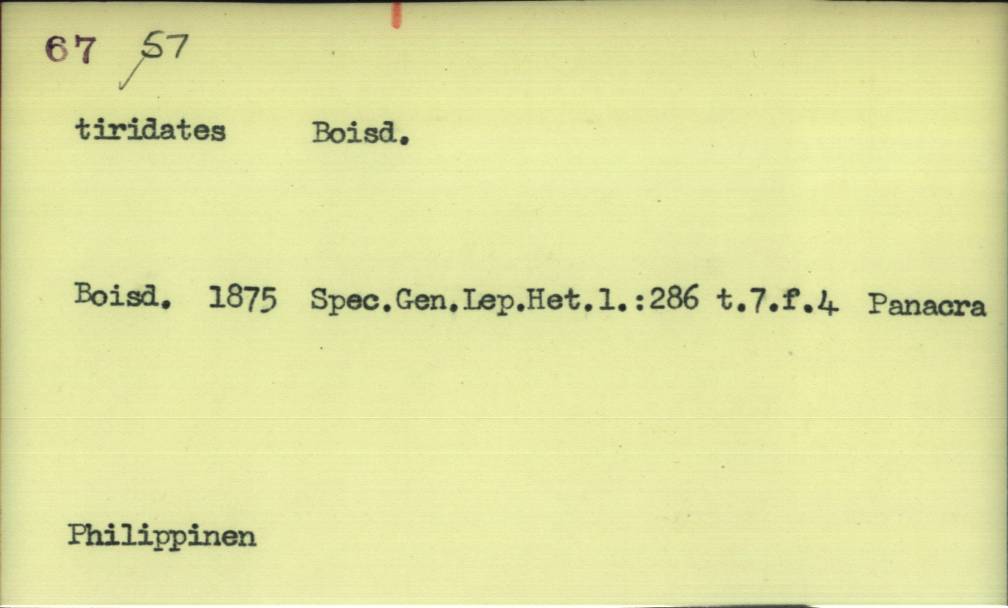 67 57
tiridates Boisd.
Boisd. 1875 Spec.Gen.Lep.Het.1.:286 t.7.f.4 Panacra
Philippinen